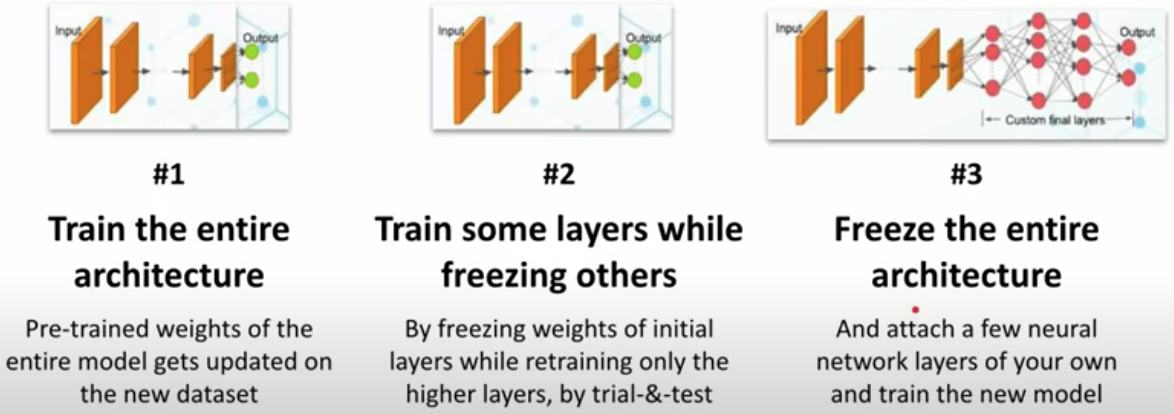 Input
Output
#1
Train the entire
architecture
Pre-trained weights of the
entire model gets updated on
the new dataset
Input
Output
#2
Train some layers while
freezing others
By freezing weights of initial
layers while retraining only the
higher layers, by trial-&-test
Input
Output
Custom final layers
#3
Freeze the entire
architecture
And attach a few neural
network layers of your own
and train the new model